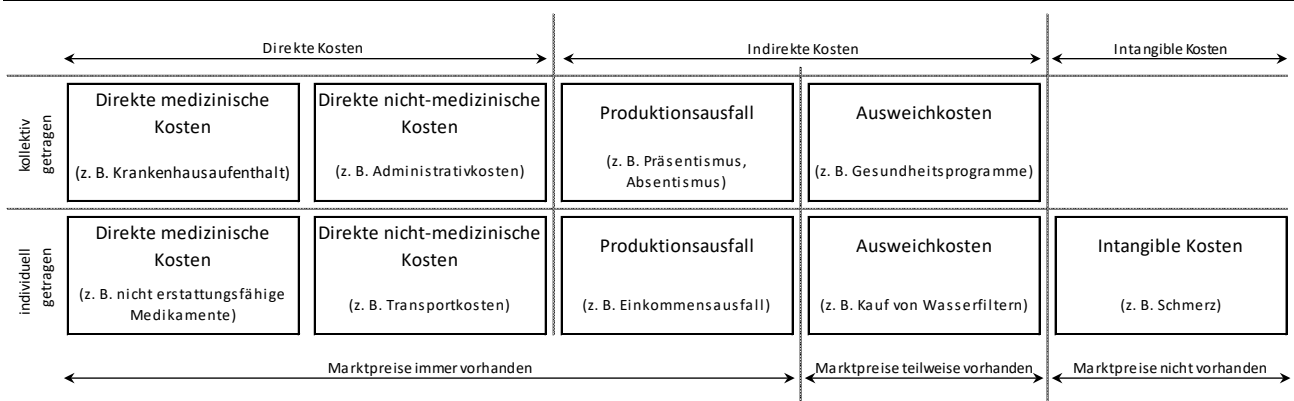 Direkte Kosten
Indirekte Kosten
Intangible Kosten
kollektiv
getragen
Direkte medizinische
Kosten
(z. B. Krankenhausaufenthalt)
Direkte nicht-medizinische
Kosten
(z. B. Administrativkosten)
Produktionsausfall
(z. B. Präsentismus,
Absentismus)
Ausweichkosten
(z. B. Gesundheitsprogramme)
individuell
getragen
Direkte medizinische
Kosten
(z. B. nicht erstattungsfähige
Medikamente)
Direkte nicht-medizinische
Kosten
(z. B. Transportkosten)
Produktionsausfall
(z. B. Einkommensausfall)
Ausweichkosten
(z. B. Kauf von Wasserfiltern)
Intangible Kosten
(z. B. Schmerz)
Marktpreise immer vorhanden
Marktpreise teilweise vorhanden
Marktpreise nicht vorhanden